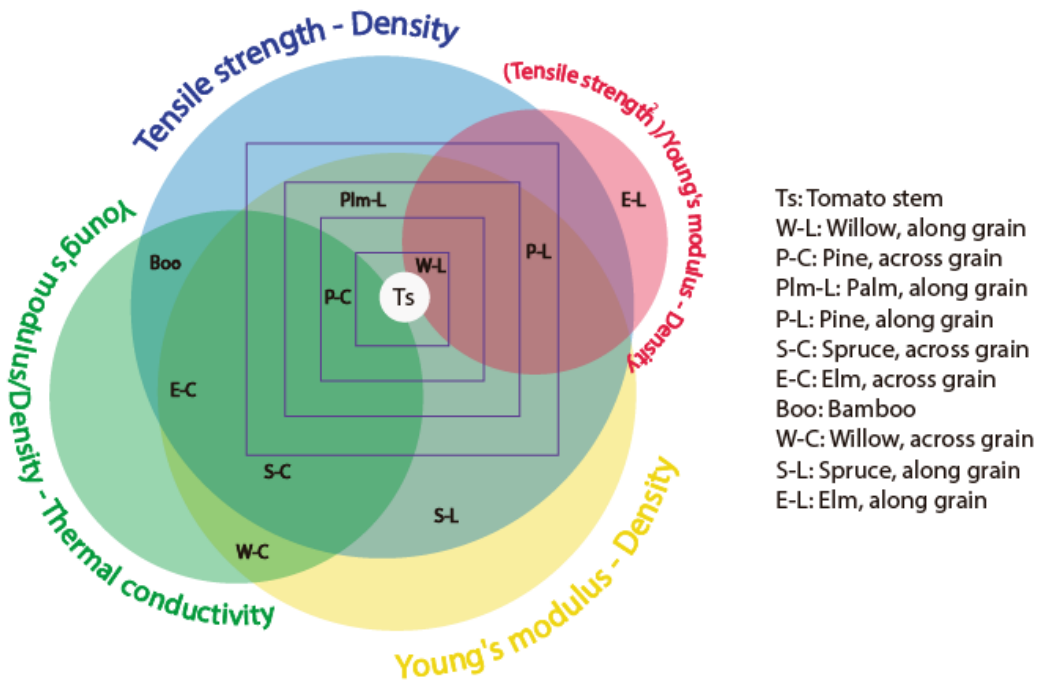 Tensile strength - Density
(Tensile strength²)/Young's modulus - Density
Young's modulus/Density - Thermal conductivity
Young's modulus - Density
Plm-L
E-L
P-L
Boo
W-L
P-C
Ts
E-C
S-C
S-L
W-C
Ts: Tomato stem
W-L: Willow, along grain
P-C: Pine, across grain
Plm-L: Palm, along grain
P-L: Pine, along grain
S-C: Spruce, across grain
E-C: Elm, across grain
Boo: Bamboo
W-C: Willow, across grain
S-L: Spruce, along grain
E-L: Elm, along grain